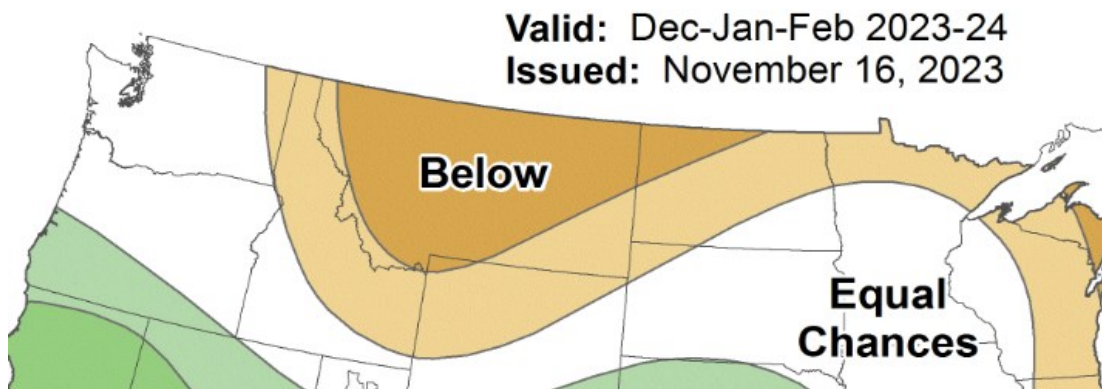 Valid: Dec-Jan-Feb 2023-24
Issued: November 16, 2023
Below
Equal
Chances